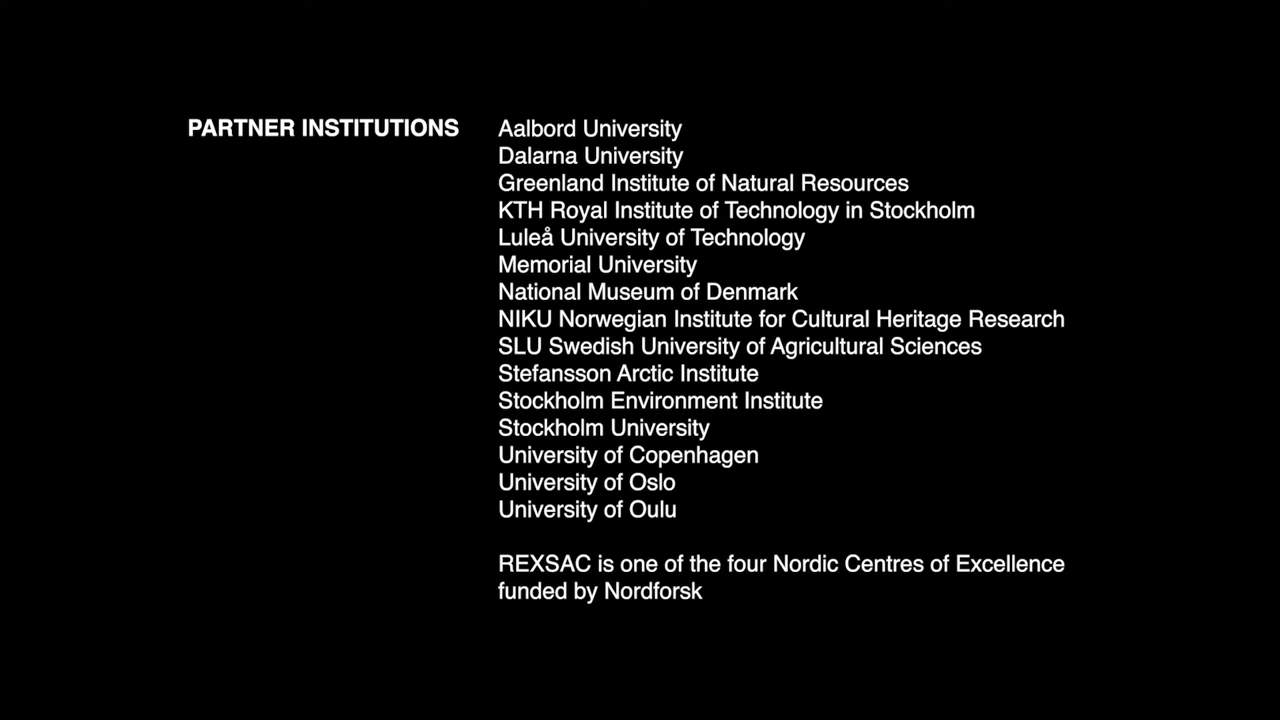 PARTNER INSTITUTIONS
Aalbord University
Dalarna University
Greenland Institute of Natural Resources
KTH Royal Institute of Technology in Stockholm
Luleå University of Technology
Memorial University
National Museum of Denmark
NIKU Norwegian Institute for Cultural Heritage Research
SLU Swedish University of Agricultural Sciences
Stefansson Arctic Institute
Stockholm Environment Institute
Stockholm University
University of Copenhagen
University of Oslo
University of Oulu
REXSAC is one of the four Nordic Centres of Excellence
funded by Nordforsk